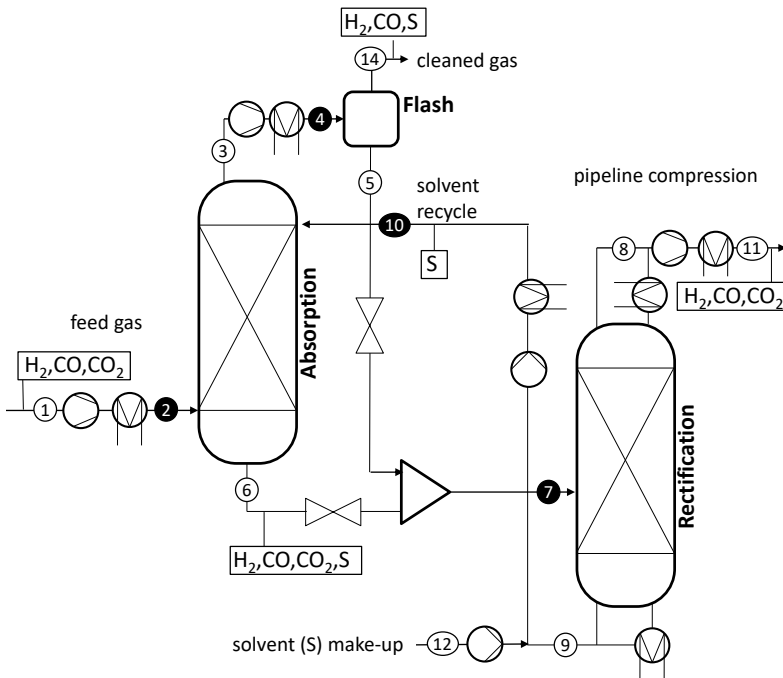 H₂,CO,S
14
cleaned gas
Flash
4
3
5
solvent
recycle
pipeline compression
10
8
11
S
H₂,CO,CO₂
feed gas
Absorption
H₂,CO,CO₂
1
2
Rectification
6
7
H₂,CO,CO₂,S
solvent (S) make-up
12
9